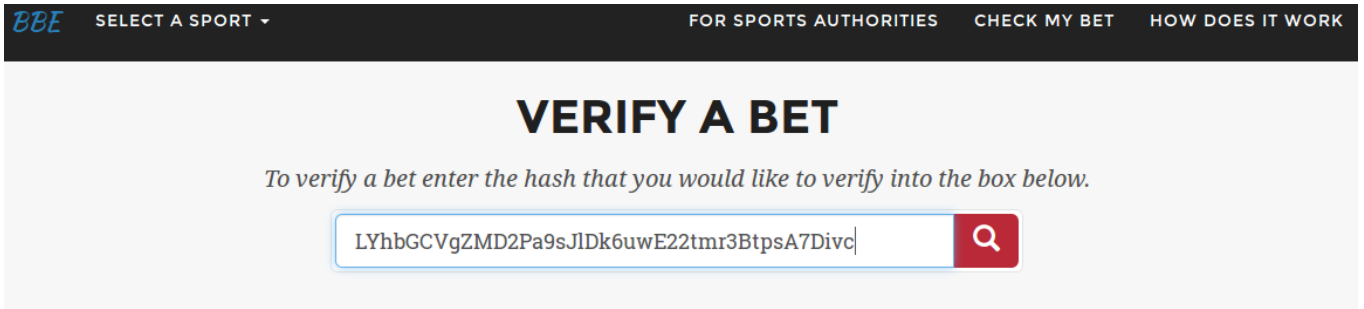 BBE SELECT A SPORT FOR SPORTS AUTHORITIES CHECK MY BET HOW DOES IT WORK
VERIFY A BET
To verify a bet enter the hash that you would like to verify into the box below.
LYhbGCVgZMD2Pa9sJlDk6uwE22tmr3BtpsA7Divc